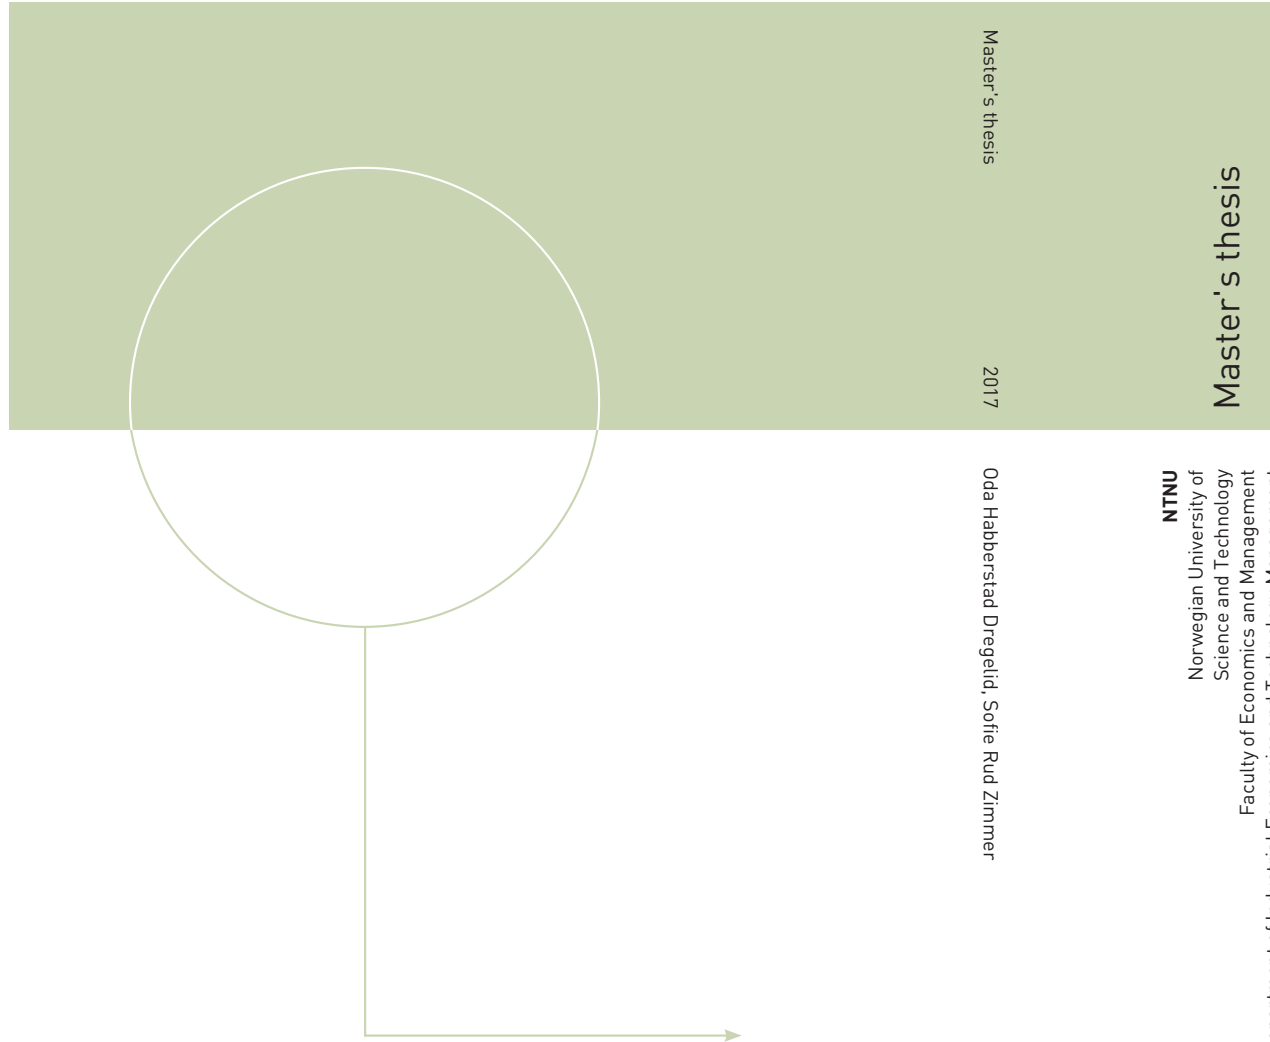 Master's thesis
2017
Oda Habberstad Dregelid, Sofie Rud Zimmer
Master's thesis
NTNU
Norwegian University of
Science and Technology
Faculty of Economics and Management